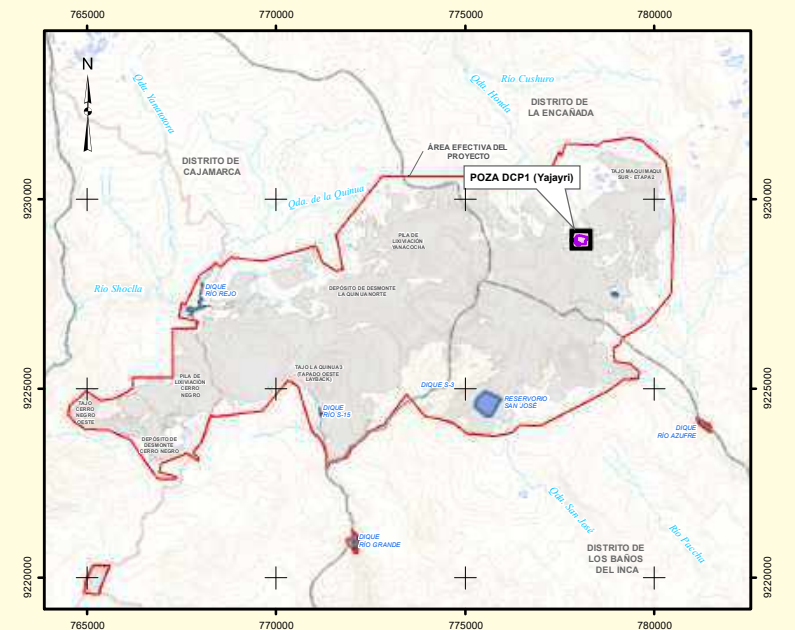 765000
770000
775000
780000
N
Qda. Yanatotora
Qda. Honda
Río Cushuro
DISTRITO DE
LA ENCAÑADA
ÁREA EFECTIVA DEL
PROYECTO
DISTRITO DE
CAJAMARCA
POZA DCP1 (Yajayri)
TAJO MAQUI MAQUI
SUR - ETAPA 2
Qda. de la Quinua
9230000
9230000
PILA DE
LIXIVIACIÓN
YANACOCHA
Río Shoclla
DIQUE
RÍO REJO
DEPÓSITO DE DESMONTE
LA QUINUA NORTE
TAJO LA QUINUA 3
(TAPADO OESTE
LAYBACK)
PILA DE
LIXIVIACIÓN
CERRO
NEGRO
DIQUE S-3
9225000
9225000
RESERVORIO
SAN JOSÉ
TAJO
CERRO
NEGRO
OESTE
DIQUE
RÍO S-15
DIQUE
RÍO AZUFRE
DEPÓSITO DE
DESMONTE
CERRO NEGRO
Qda. San José
Río Paccha
DIQUE
RÍO GRANDE
DISTRITO DE
LOS BAÑOS
DEL INCA
9220000
9220000
765000
770000
775000
780000